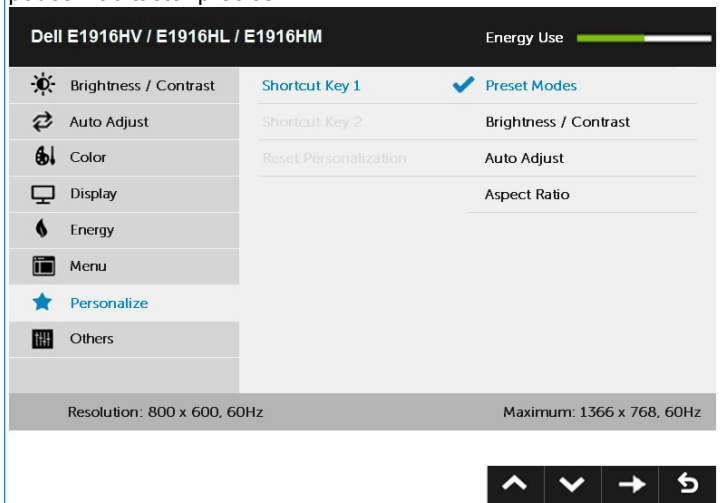 Dell E1916HV / E1916HL / E1916HM
Energy Use
Brightness / Contrast
Shortcut Key 1
Preset Modes
Auto Adjust
Shortcut Key 2
Brightness / Contrast
Color
Reset Personalization
Auto Adjust
Display
Aspect Ratio
Energy
Menu
Personalize
Others
Resolution: 800 x 600, 60Hz
Maximum: 1366 x 768, 60Hz